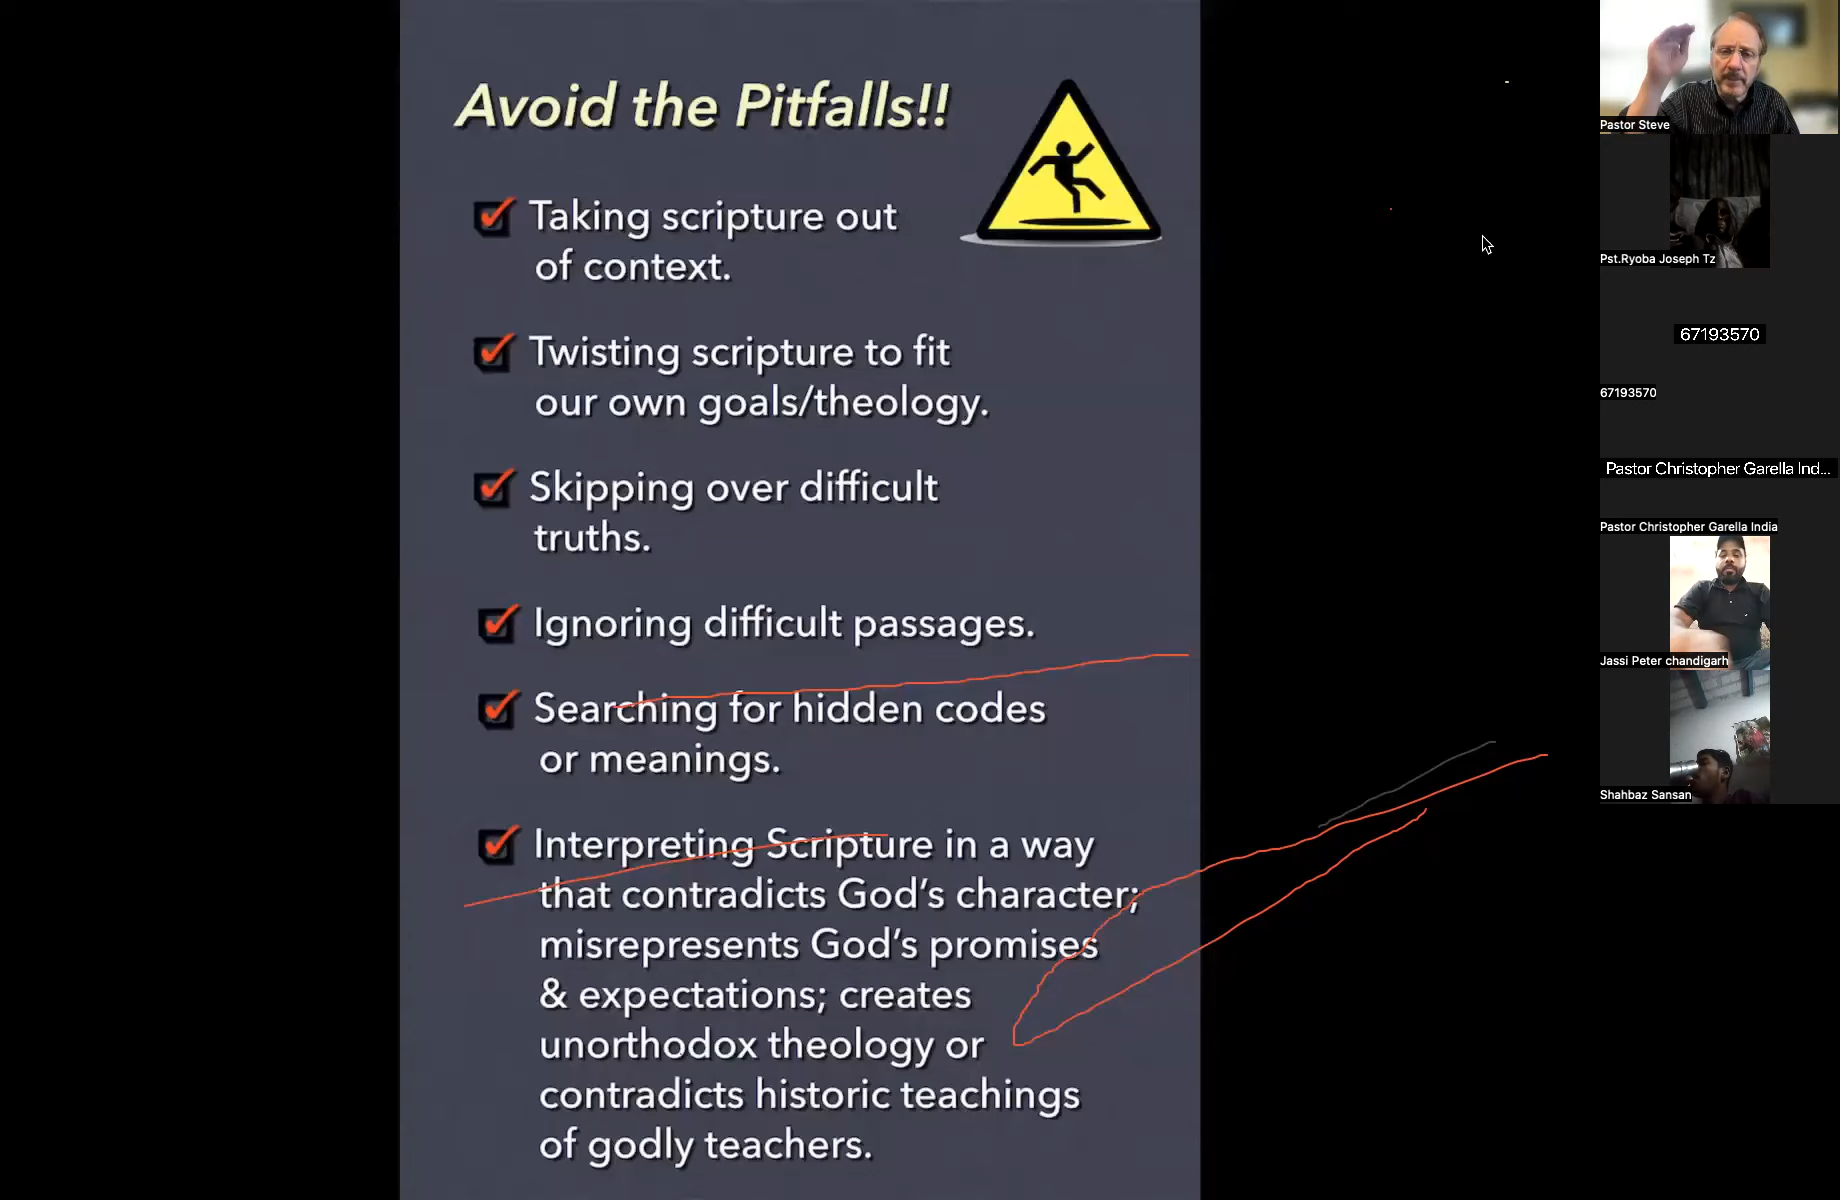 Avoid the Pitfalls!!
Taking scripture out
of context.
Twisting scripture to fit
our own goals/theology.
Skipping over difficult
truths.
Ignoring difficult passages.
Searching for hidden codes
or meanings.
Interpreting Scripture in a way
that contradicts God's character;
misrepresents God's promises
& expectations; creates
unorthodox theology or
contradicts historic teachings
of godly teachers.
Pastor Steve
Pst.Ryoba Joseph Tz
67193570
67193570
Pastor Christopher Garella Ind...
Pastor Christopher Garella India
Jassi Peter chandigarh
Shahbaz Sansan